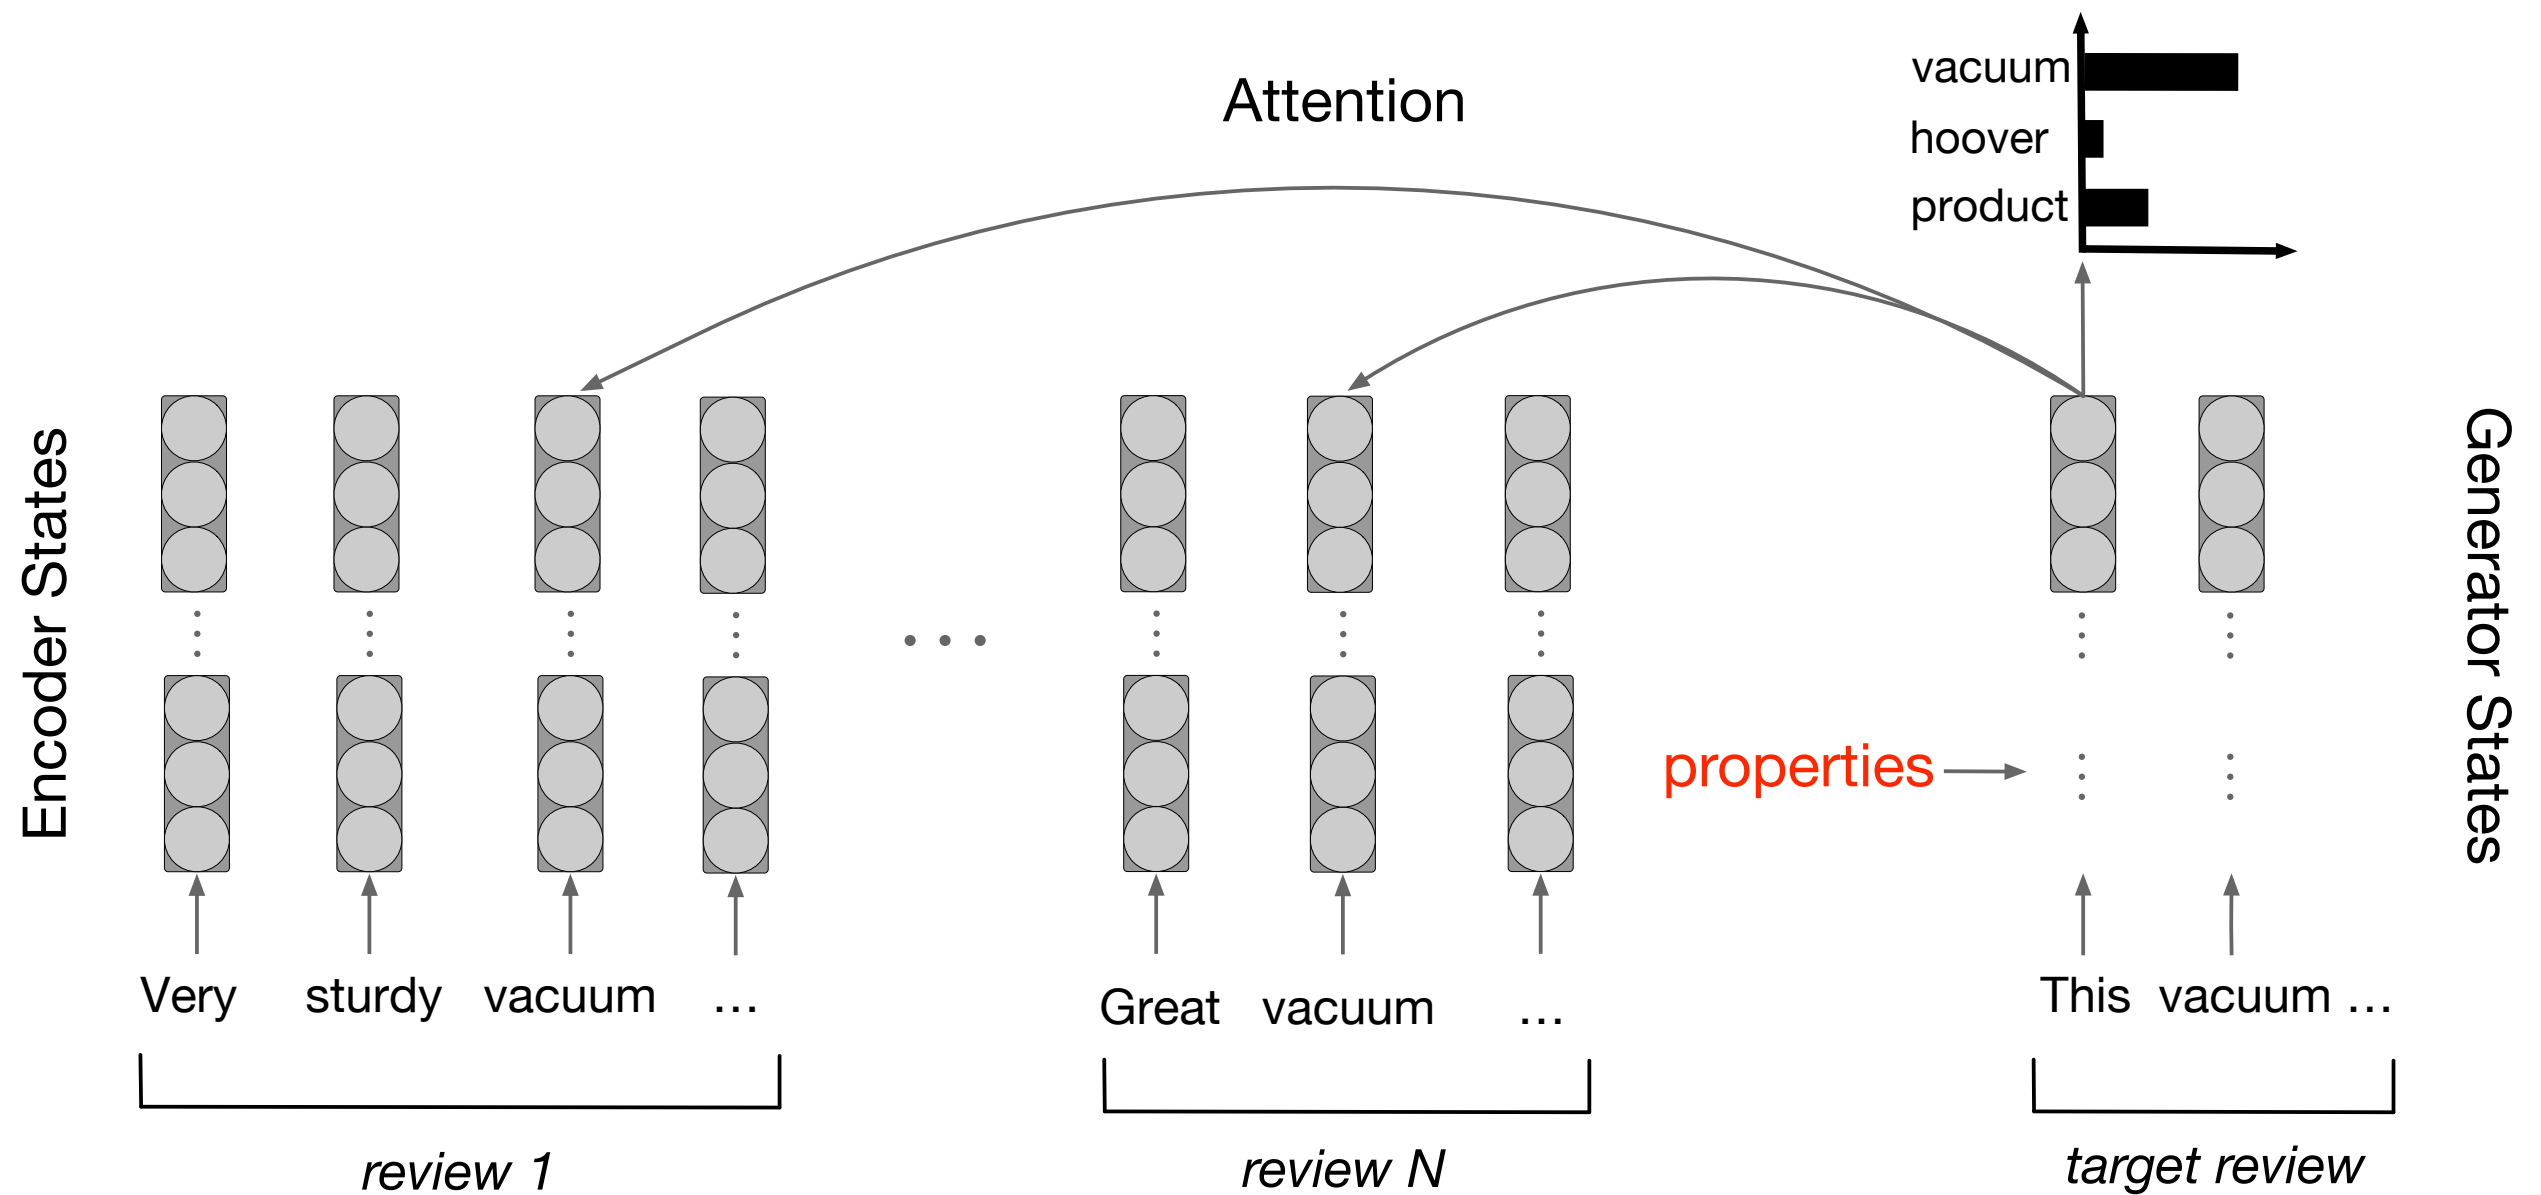 Attention
vacuum
hoover
product
Encoder States
Generator States
properties
Very sturdy vacuum ...
Great vacuum ...
This vacuum ...
review 1
review N
target review